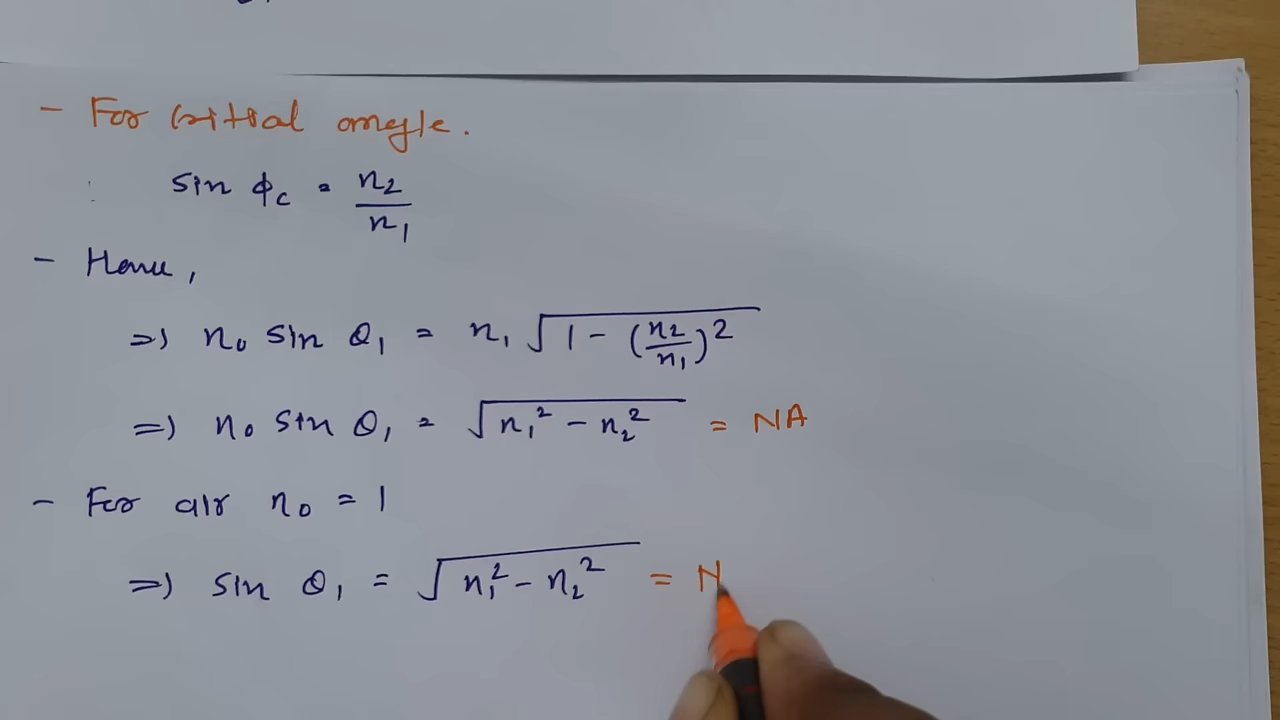 - For critical angle.
sin ϕc = n2/n1
- Hence,
=> n0 sin θ1 = n1 √(1 - (n2/n1)²)
=> n0 sin θ1 = √(n1² - n2²) = NA
- For air n0 = 1
=> sin θ1 = √(n1² - n2²) = N